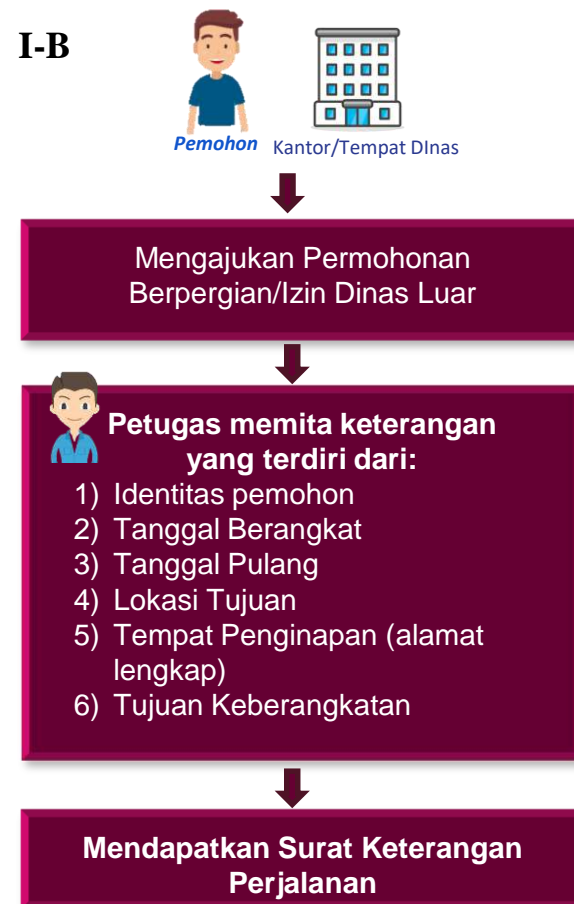 I-B
Pemohon Kantor/Tempat DInas
Mengajukan Permohonan
Berpergian/Izin Dinas Luar
Petugas memita keterangan
yang terdiri dari:
1) Identitas pemohon
2) Tanggal Berangkat
3) Tanggal Pulang
4) Lokasi Tujuan
5) Tempat Penginapan (alamat
lengkap)
6) Tujuan Keberangkatan
Mendapatkan Surat Keterangan
Perjalanan